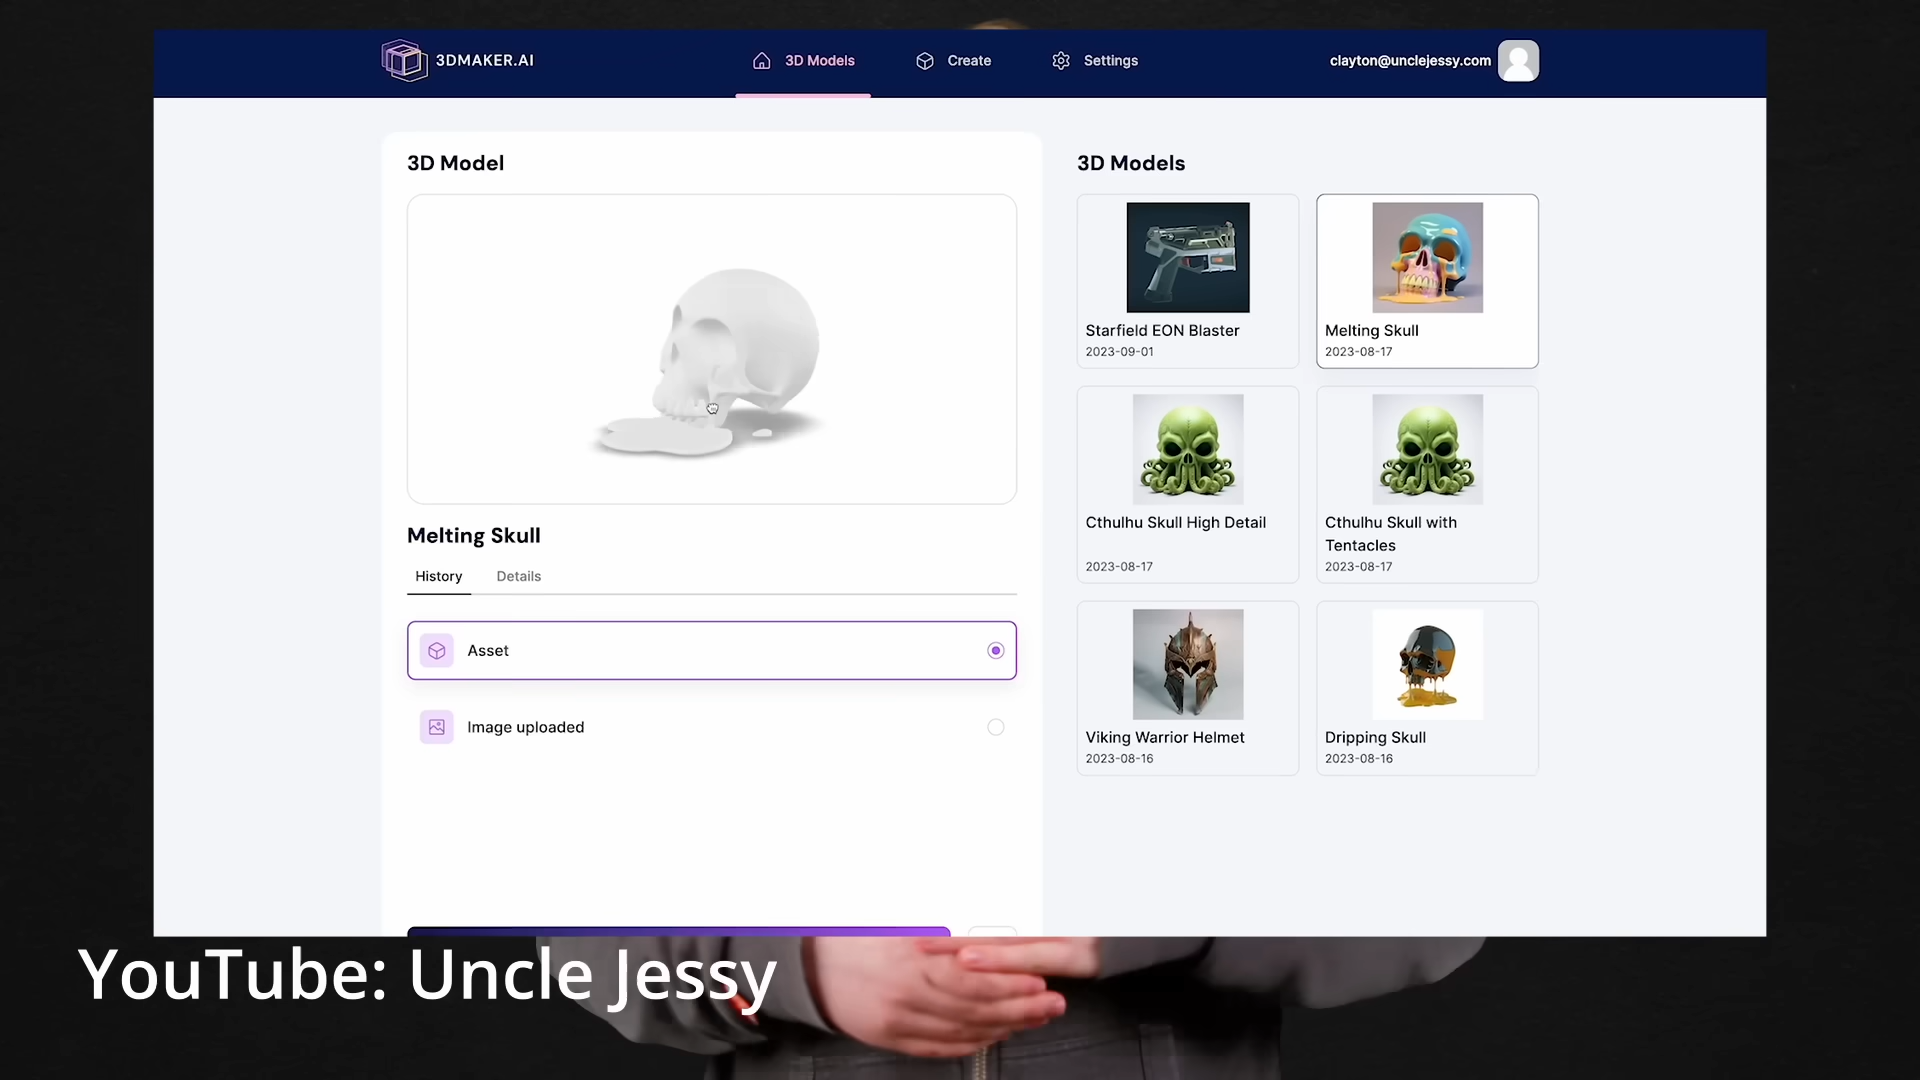 3DMAKER.AI
3D Models
Create
Settings
clayton@unclejessy.com
3D Model
Melting Skull
History
Details
Asset
Image uploaded
3D Models
Starfield EON Blaster
2023-09-01
Melting Skull
2023-08-17
Cthulhu Skull High Detail
2023-08-17
Cthulhu Skull with
Tentacles
2023-08-17
Viking Warrior Helmet
2023-08-16
Dripping Skull
2023-08-16
YouTube: Uncle Jessy